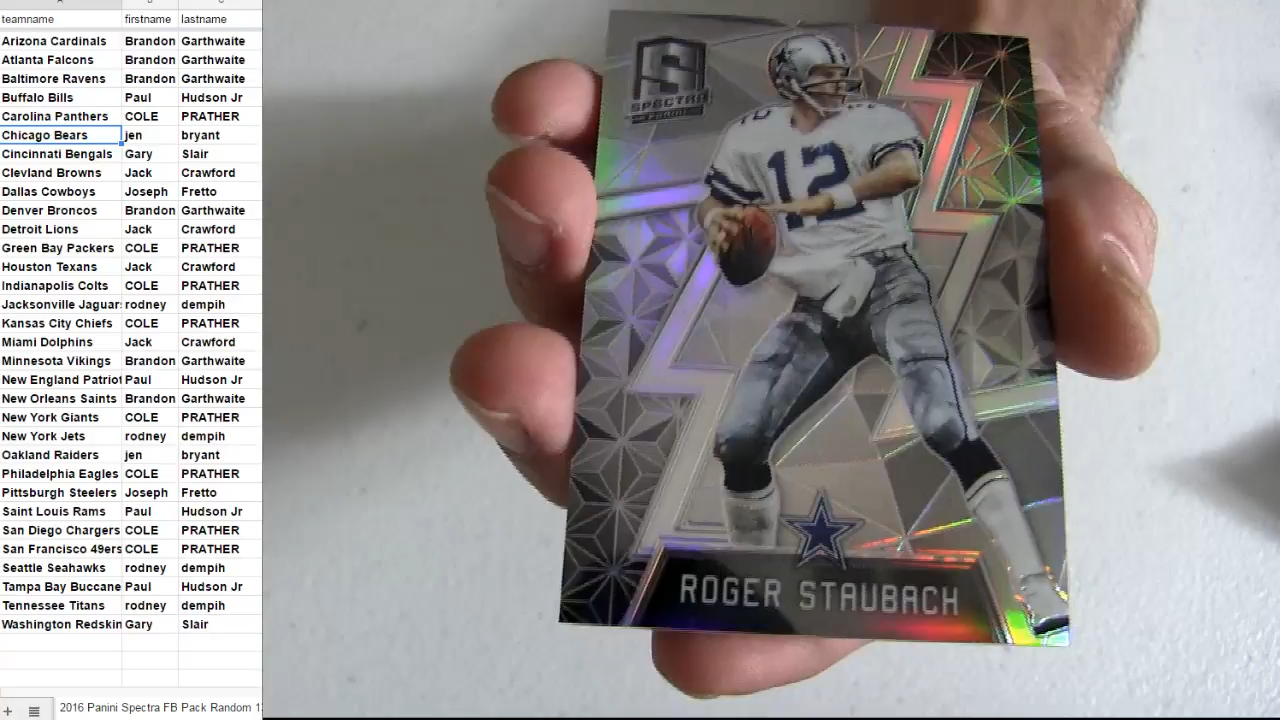 teamname firstname lastname
Arizona Cardinals Brandon Garthwaite
Atlanta Falcons Brandon Garthwaite
Baltimore Ravens Brandon Garthwaite
Buffalo Bills Paul Hudson Jr
Carolina Panthers COLE PRATHER
Chicago Bears jen bryant
Cincinnati Bengals Gary Slair
Clevland Browns Jack Crawford
Dallas Cowboys Joseph Fretto
Denver Broncos Brandon Garthwaite
Detroit Lions Jack Crawford
Green Bay Packers COLE PRATHER
Houston Texans Jack Crawford
Indianapolis Colts COLE PRATHER
Jacksonville Jaguar rodney dempih
Kansas City Chiefs COLE PRATHER
Miami Dolphins Jack Crawford
Minnesota Vikings Brandon Garthwaite
New England Patriot Paul Hudson Jr
New Orleans Saints Brandon Garthwaite
New York Giants COLE PRATHER
New York Jets rodney dempih
Oakland Raiders jen bryant
Philadelphia Eagles COLE PRATHER
Pittsburgh Steelers Joseph Fretto
Saint Louis Rams Paul Hudson Jr
San Diego Chargers COLE PRATHER
San Francisco 49ers COLE PRATHER
Seattle Seahawks rodney dempih
Tampa Bay Buccane Paul Hudson Jr
Tennessee Titans rodney dempih
Washington Redskin Gary Slair
2016 Panini Spectra FB Pack Random 1
S
SPECTRA
12
ROGER STAUBACH